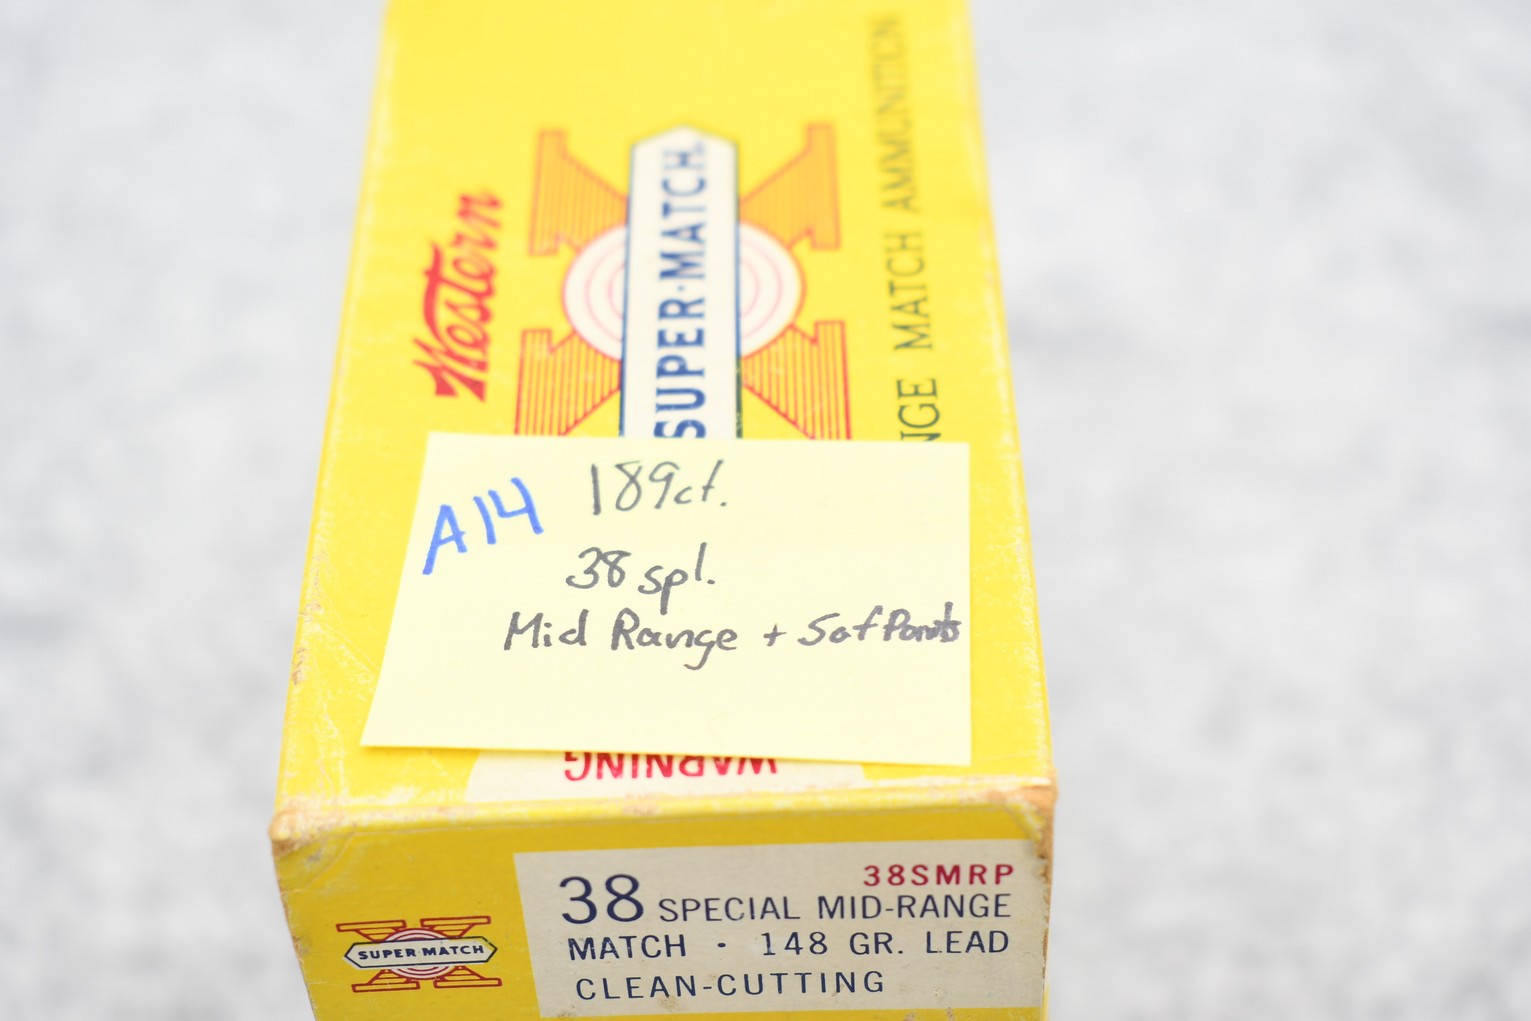 Western
SUPER·MATCH
NGE MATCH AMMUNITION
A14
189ct.
38 spl.
Mid Range + Sof Points
WARNING
38SMRP
38 SPECIAL MID-RANGE
MATCH · 148 GR. LEAD
CLEAN-CUTTING
SUPER·MATCH